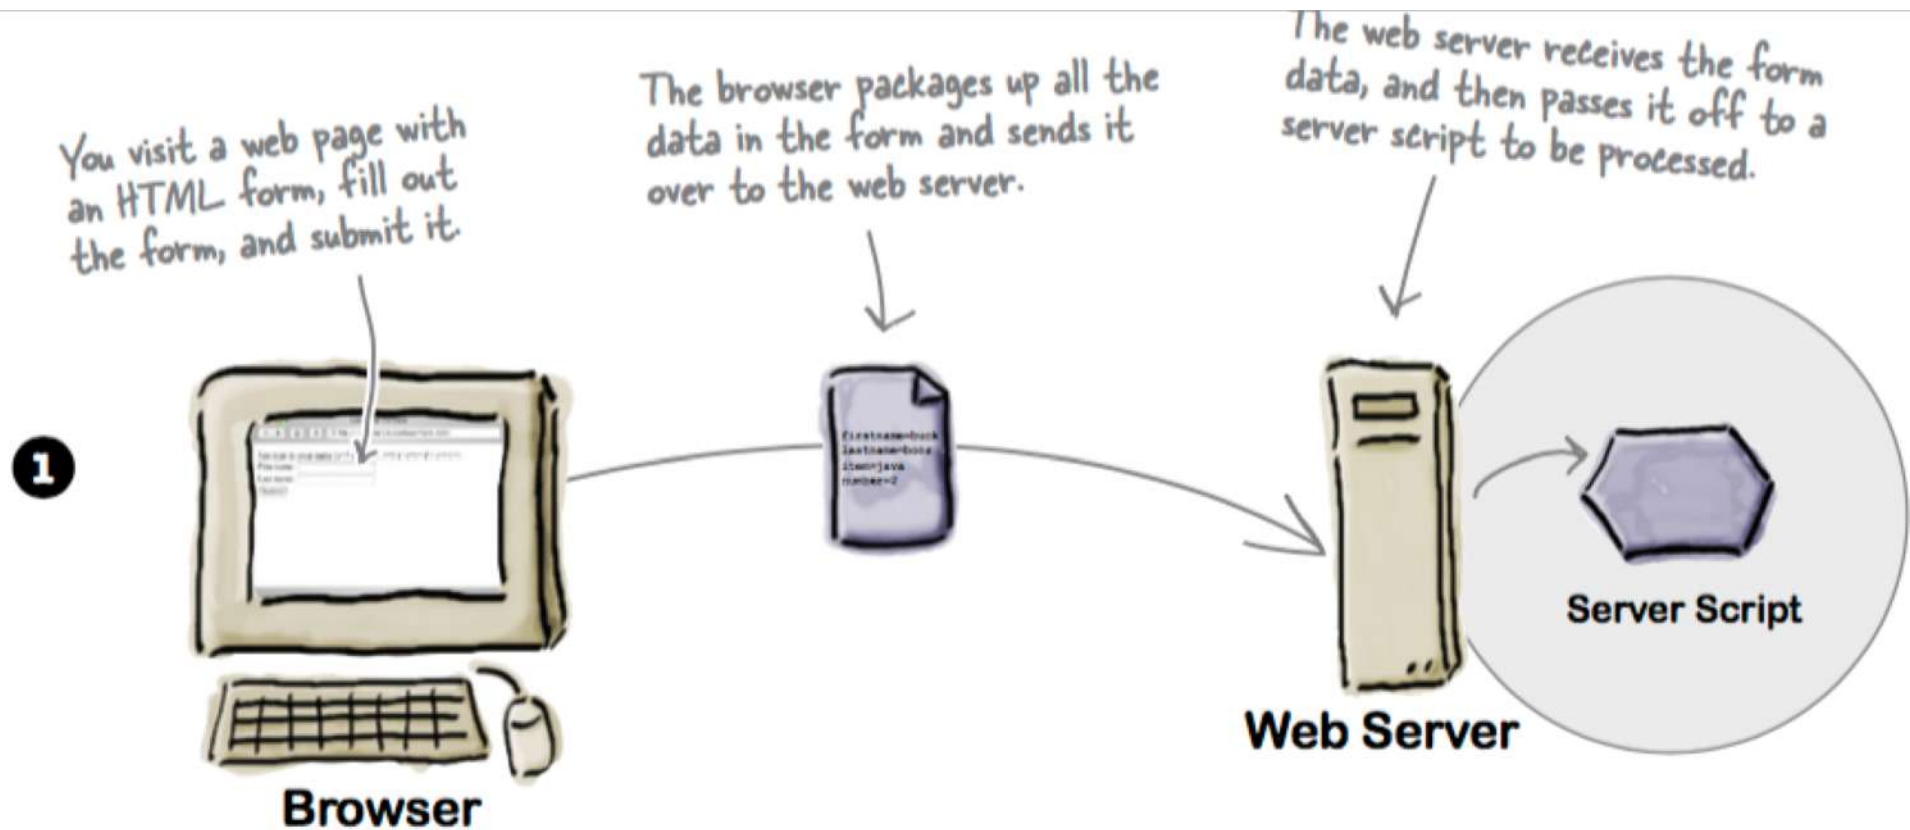 You visit a web page with
an HTML form, fill out
the form, and submit it.
The browser packages up all the
data in the form and sends it
over to the web server.
The web server receives the form
data, and then passes it off to a
server script to be processed.
1
firstname=buck
lastname=
item=java
number=2
Server Script
Web Server
Browser